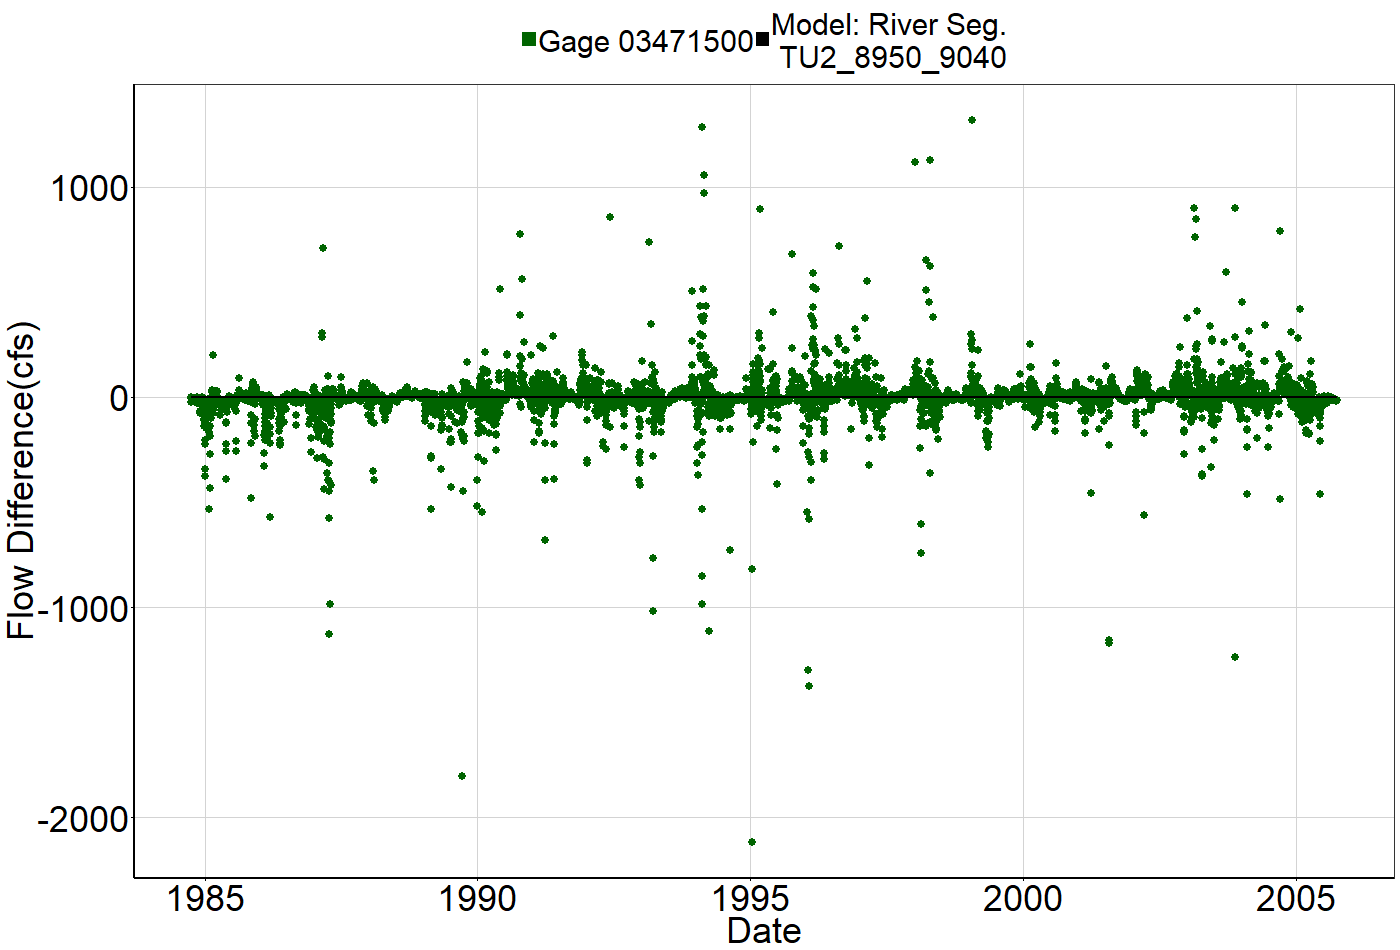 Gage 03471500
Model: River Seg.
TU2_8950_9040
Flow Difference(cfs)
1000
0
-1000
-2000
1985
1990
1995
2000
2005
Date